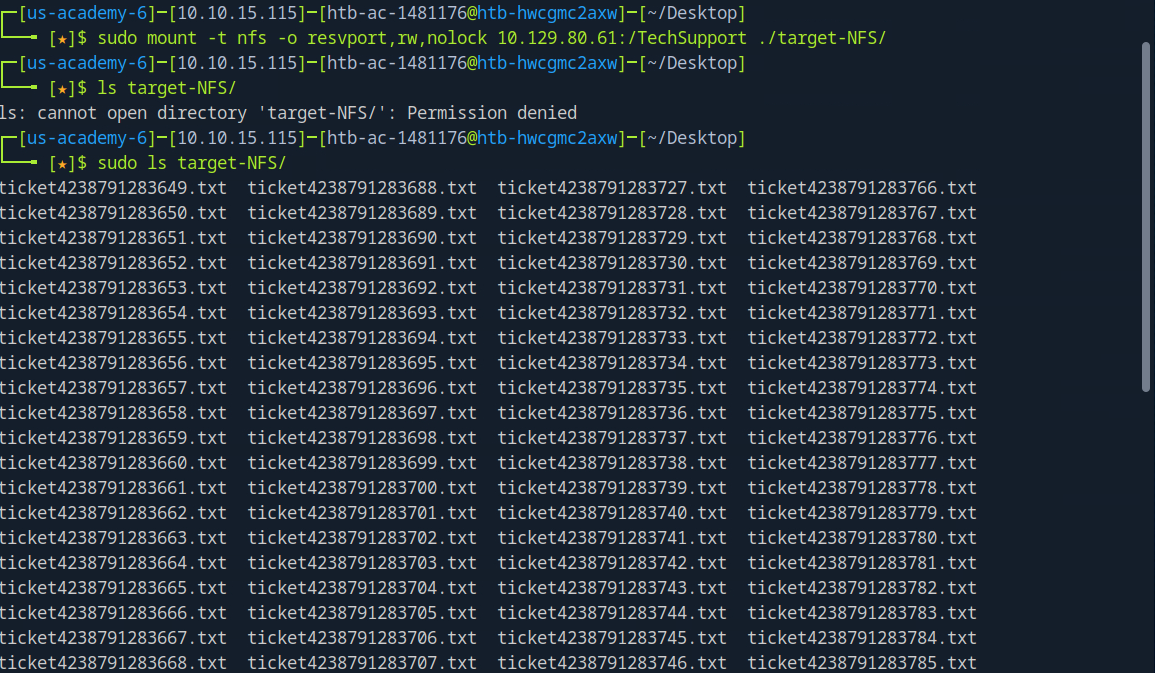 ┌─[us-academy-6]─[10.10.15.115]─[htb-ac-1481176@htb-hwcgmc2axw]─[~/Desktop]
└──╼ [★]$ sudo mount -t nfs -o resvport,rw,nolock 10.129.80.61:/TechSupport ./target-NFS/
┌─[us-academy-6]─[10.10.15.115]─[htb-ac-1481176@htb-hwcgmc2axw]─[~/Desktop]
└──╼ [★]$ ls target-NFS/
ls: cannot open directory 'target-NFS/': Permission denied
┌─[us-academy-6]─[10.10.15.115]─[htb-ac-1481176@htb-hwcgmc2axw]─[~/Desktop]
└──╼ [★]$ sudo ls target-NFS/
ticket4238791283649.txt  ticket4238791283688.txt  ticket4238791283727.txt  ticket4238791283766.txt
ticket4238791283650.txt  ticket4238791283689.txt  ticket4238791283728.txt  ticket4238791283767.txt
ticket4238791283651.txt  ticket4238791283690.txt  ticket4238791283729.txt  ticket4238791283768.txt
ticket4238791283652.txt  ticket4238791283691.txt  ticket4238791283730.txt  ticket4238791283769.txt
ticket4238791283653.txt  ticket4238791283692.txt  ticket4238791283731.txt  ticket4238791283770.txt
ticket4238791283654.txt  ticket4238791283693.txt  ticket4238791283732.txt  ticket4238791283771.txt
ticket4238791283655.txt  ticket4238791283694.txt  ticket4238791283733.txt  ticket4238791283772.txt
ticket4238791283656.txt  ticket4238791283695.txt  ticket4238791283734.txt  ticket4238791283773.txt
ticket4238791283657.txt  ticket4238791283696.txt  ticket4238791283735.txt  ticket4238791283774.txt
ticket4238791283658.txt  ticket4238791283697.txt  ticket4238791283736.txt  ticket4238791283775.txt
ticket4238791283659.txt  ticket4238791283698.txt  ticket4238791283737.txt  ticket4238791283776.txt
ticket4238791283660.txt  ticket4238791283699.txt  ticket4238791283738.txt  ticket4238791283777.txt
ticket4238791283661.txt  ticket4238791283700.txt  ticket4238791283739.txt  ticket4238791283778.txt
ticket4238791283662.txt  ticket4238791283701.txt  ticket4238791283740.txt  ticket4238791283779.txt
ticket4238791283663.txt  ticket4238791283702.txt  ticket4238791283741.txt  ticket4238791283780.txt
ticket4238791283664.txt  ticket4238791283703.txt  ticket4238791283742.txt  ticket4238791283781.txt
ticket4238791283665.txt  ticket4238791283704.txt  ticket4238791283743.txt  ticket4238791283782.txt
ticket4238791283666.txt  ticket4238791283705.txt  ticket4238791283744.txt  ticket4238791283783.txt
ticket4238791283667.txt  ticket4238791283706.txt  ticket4238791283745.txt  ticket4238791283784.txt
ticket4238791283668.txt  ticket4238791283707.txt  ticket4238791283746.txt  ticket4238791283785.txt